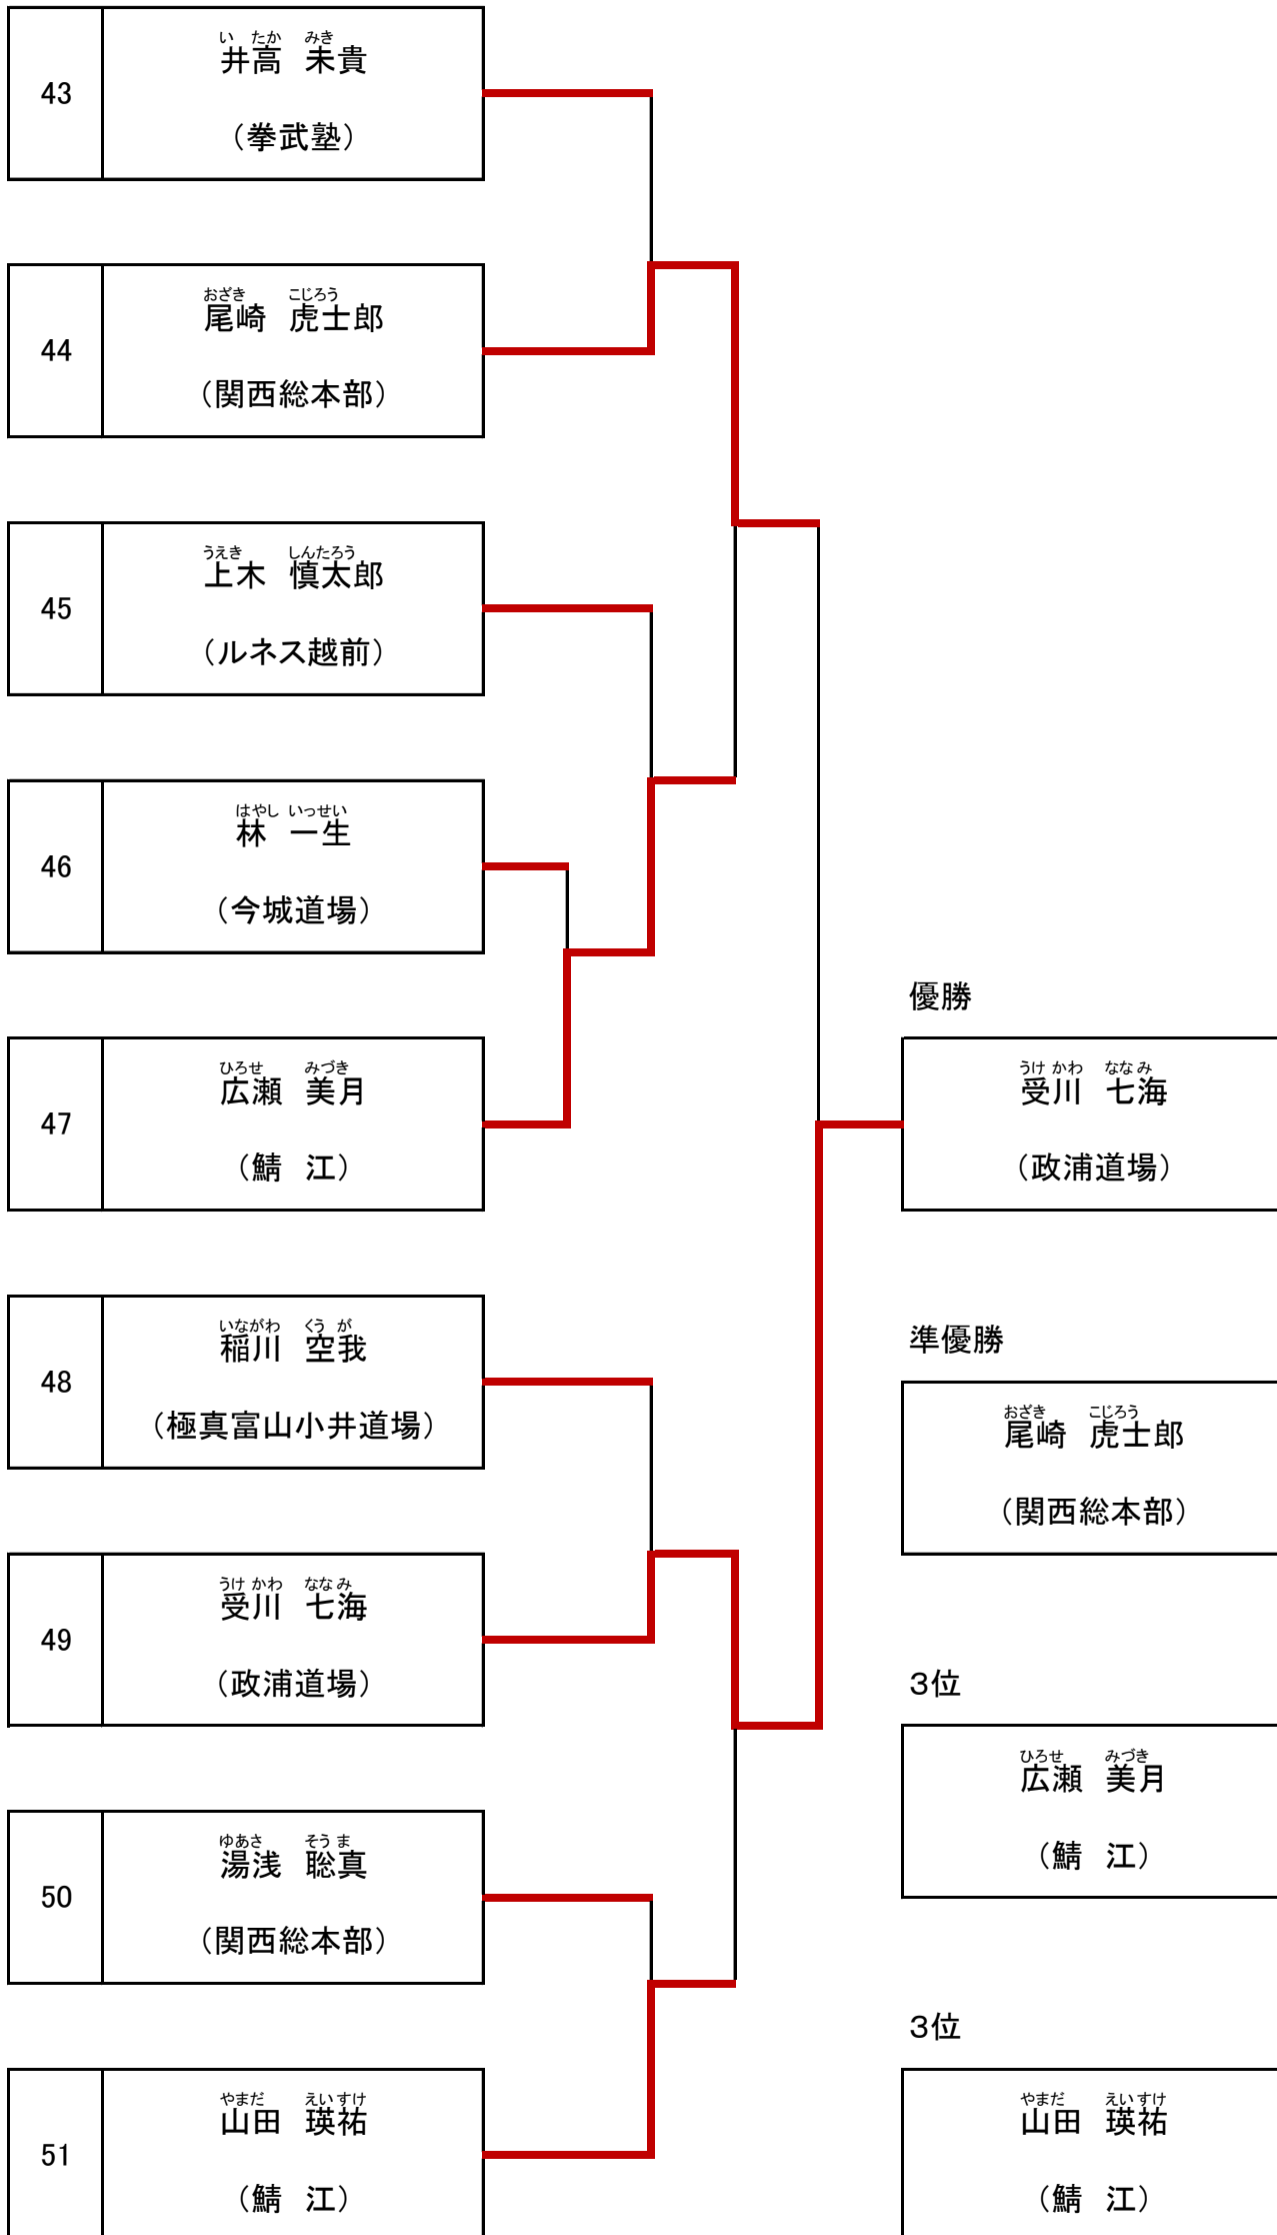 い たか みき
43
井高 未貴
（拳武塾）
おざき こじろう
44
尾崎 虎士郎
（関西総本部）
うえき しんたろう
45
上木 慎太郎
（ルネス越前）
はやし いっせい
46
林 一生
（今城道場）
ひろせ みづき
47
広瀬 美月
（鯖 江）
いながわ くう が
48
稲川 空我
（極真富山小井道場）
うけ かわ なな み
49
受川 七海
（政浦道場）
ゆあさ そう ま
50
湯浅 聡真
（関西総本部）
やまだ えい すけ
51
山田 瑛祐
（鯖 江）
優勝
うけ かわ なな み
受川 七海
（政浦道場）
準優勝
おざき こじろう
尾崎 虎士郎
（関西総本部）
3位
ひろせ みづき
広瀬 美月
（鯖 江）
3位
やまだ えい すけ
山田 瑛祐
（鯖 江）